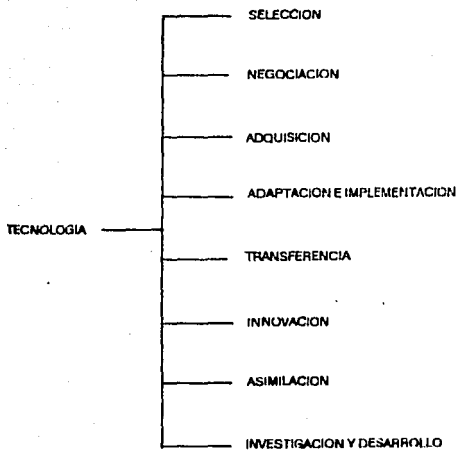 SELECCION
NEGOCIACION
ADQUISICION
ADAPTACION E IMPLEMENTACION
TECNOLOGIA
TRANSFERENCIA
INNOVACION
ASIMILACION
INVESTIGACION Y DESARROLLO